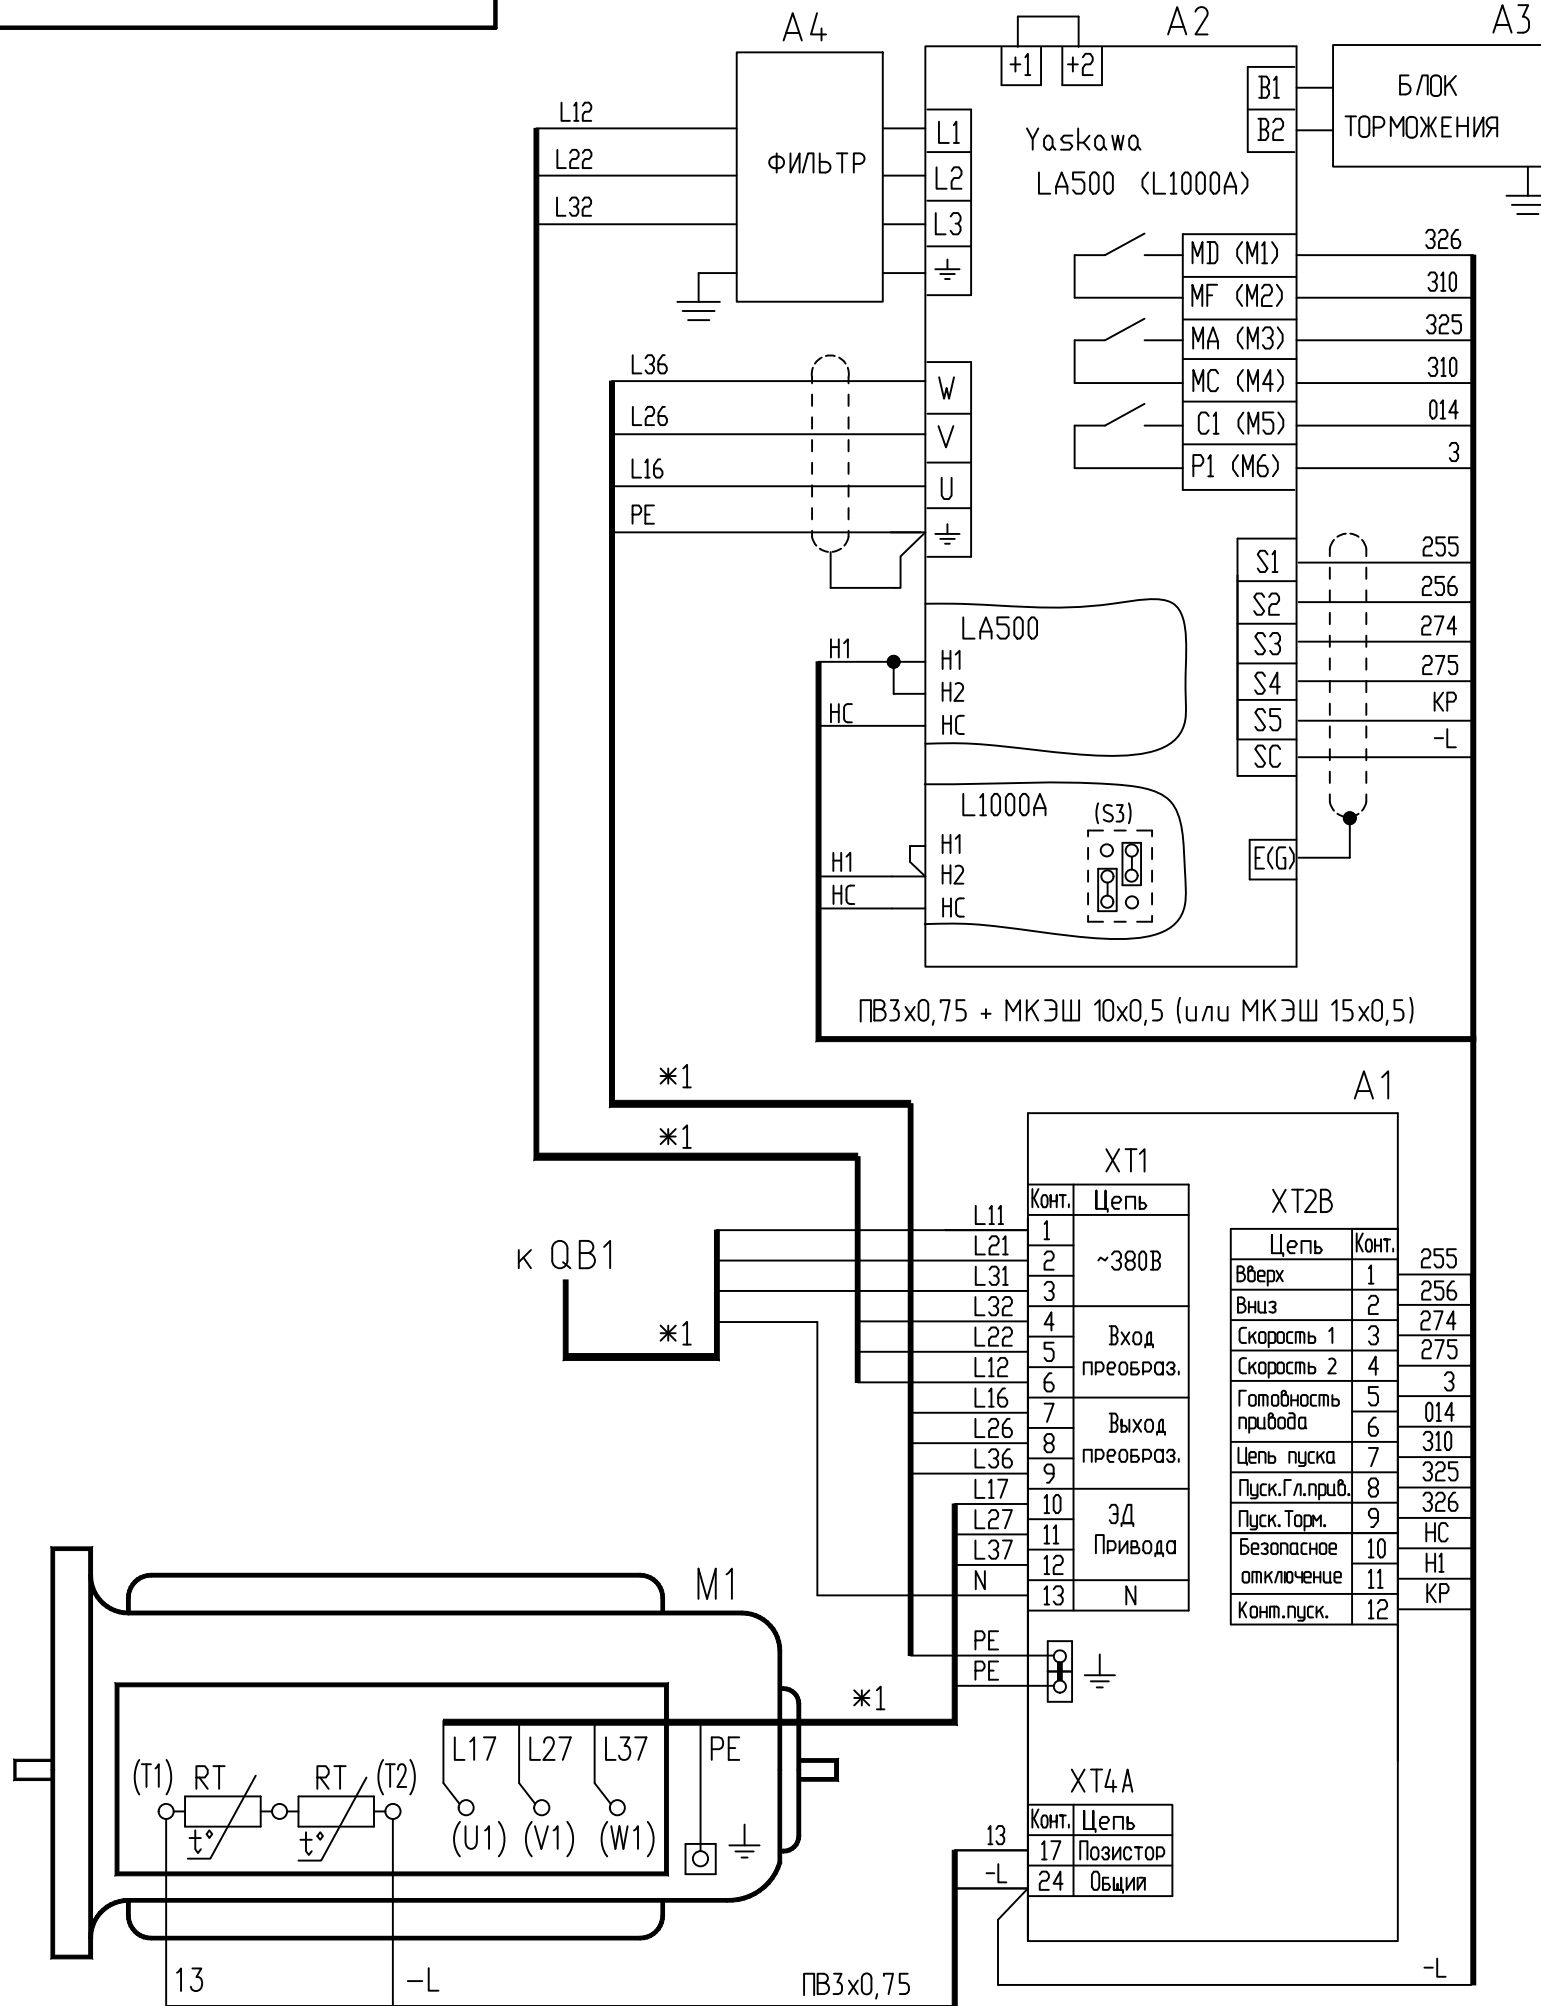 A4
A2
A3
+1
+2
B1
B2
БЛОК
ТОРМОЖЕНИЯ
L12
L22
L32
ФИЛЬТР
L1
L2
L3
Yaskawa
LA500 (L1000A)
MD (M1)
MF (M2)
MA (M3)
MC (M4)
C1 (M5)
P1 (M6)
326
310
325
310
014
3
L36
L26
L16
PE
W
V
U
S1
S2
S3
S4
S5
SC
255
256
274
275
KP
-L
LA500
H1
H1
H2
HC
HC
L1000A
(S3)
H1
H1
H2
HC
HC
E(G)
ПВ3х0,75 + МКЭШ 10х0,5 (или МКЭШ 15х0,5)
*1
*1
A1
XT1
Конт. Цепь
L11 1
L21 2 ~380В
L31 3
L32 4 Вход
L22 5 преобраз.
L12 6
L16 7 Выход
L26 8 преобраз.
L36 9
L17 10 ЭД
L27 11 Привода
L37 12
N 13 N
PE
PE
к QB1
*1
XT2B
Цепь Конт.
Вверх 1 255
Вниз 2 256
Скорость 1 3 274
Скорость 2 4 275
Готовность 5 3
привода 6 014
Цепь пуска 7 310
Пуск.Гл.прив. 8 325
Пуск.Торм. 9 326
Безопасное 10 HC
отключение 11 H1
Конт.пуск. 12 KP
M1
*1
L17 L27 L37 PE
(T1) RT RT (T2)
t° t°
(U1) (V1) (W1)
XT4A
Конт. Цепь
13 17 Позистор
-L 24 Общий
13
-L
ПВ3х0,75
-L